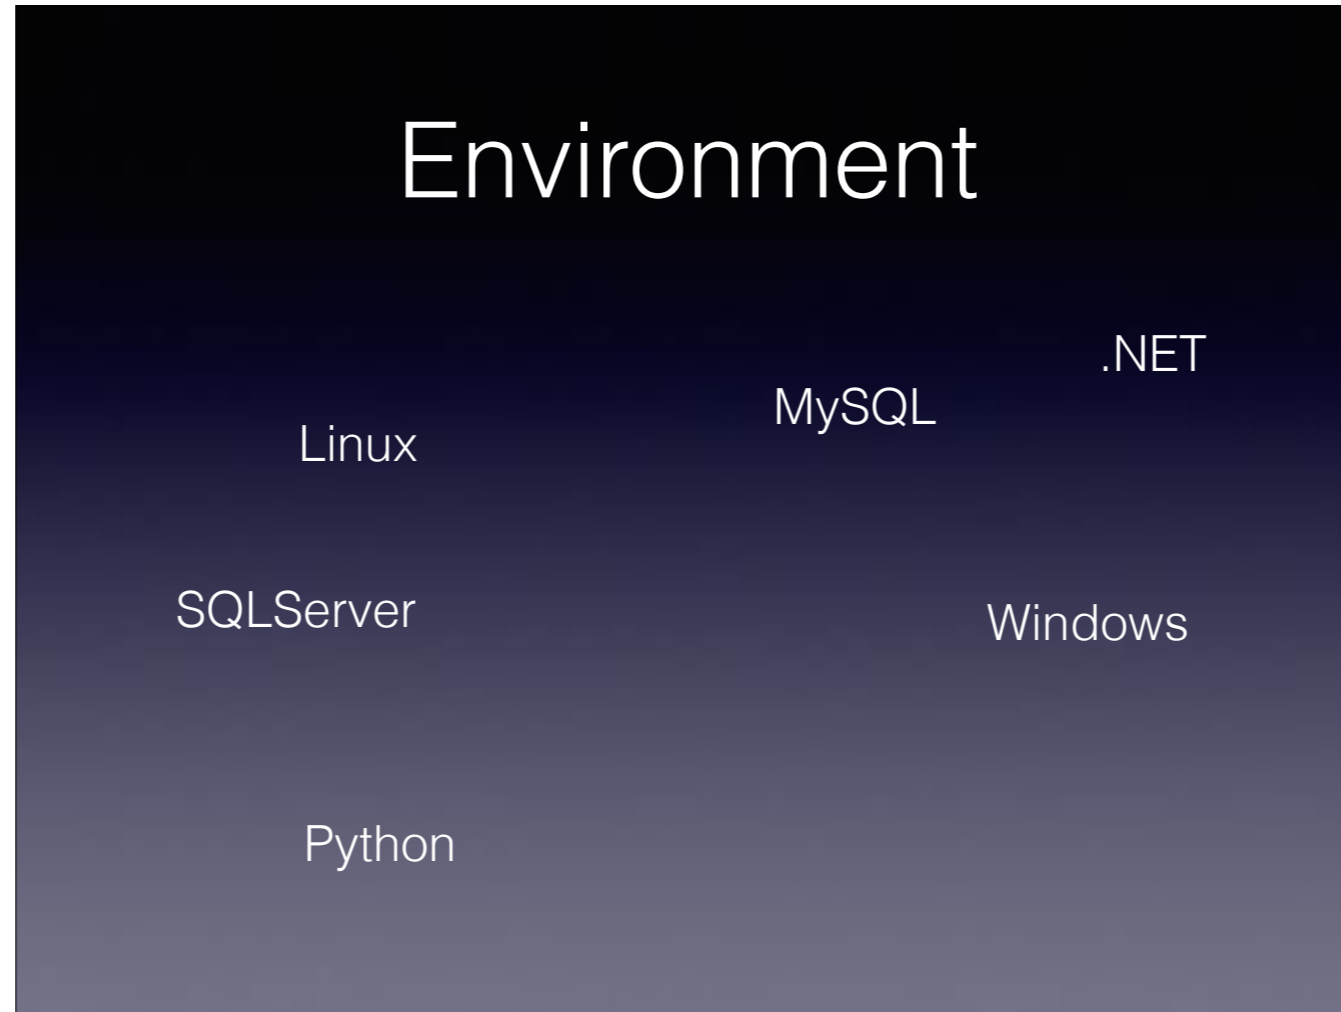 Environment
.NET
MySQL
Linux
SQLServer
Windows
Python